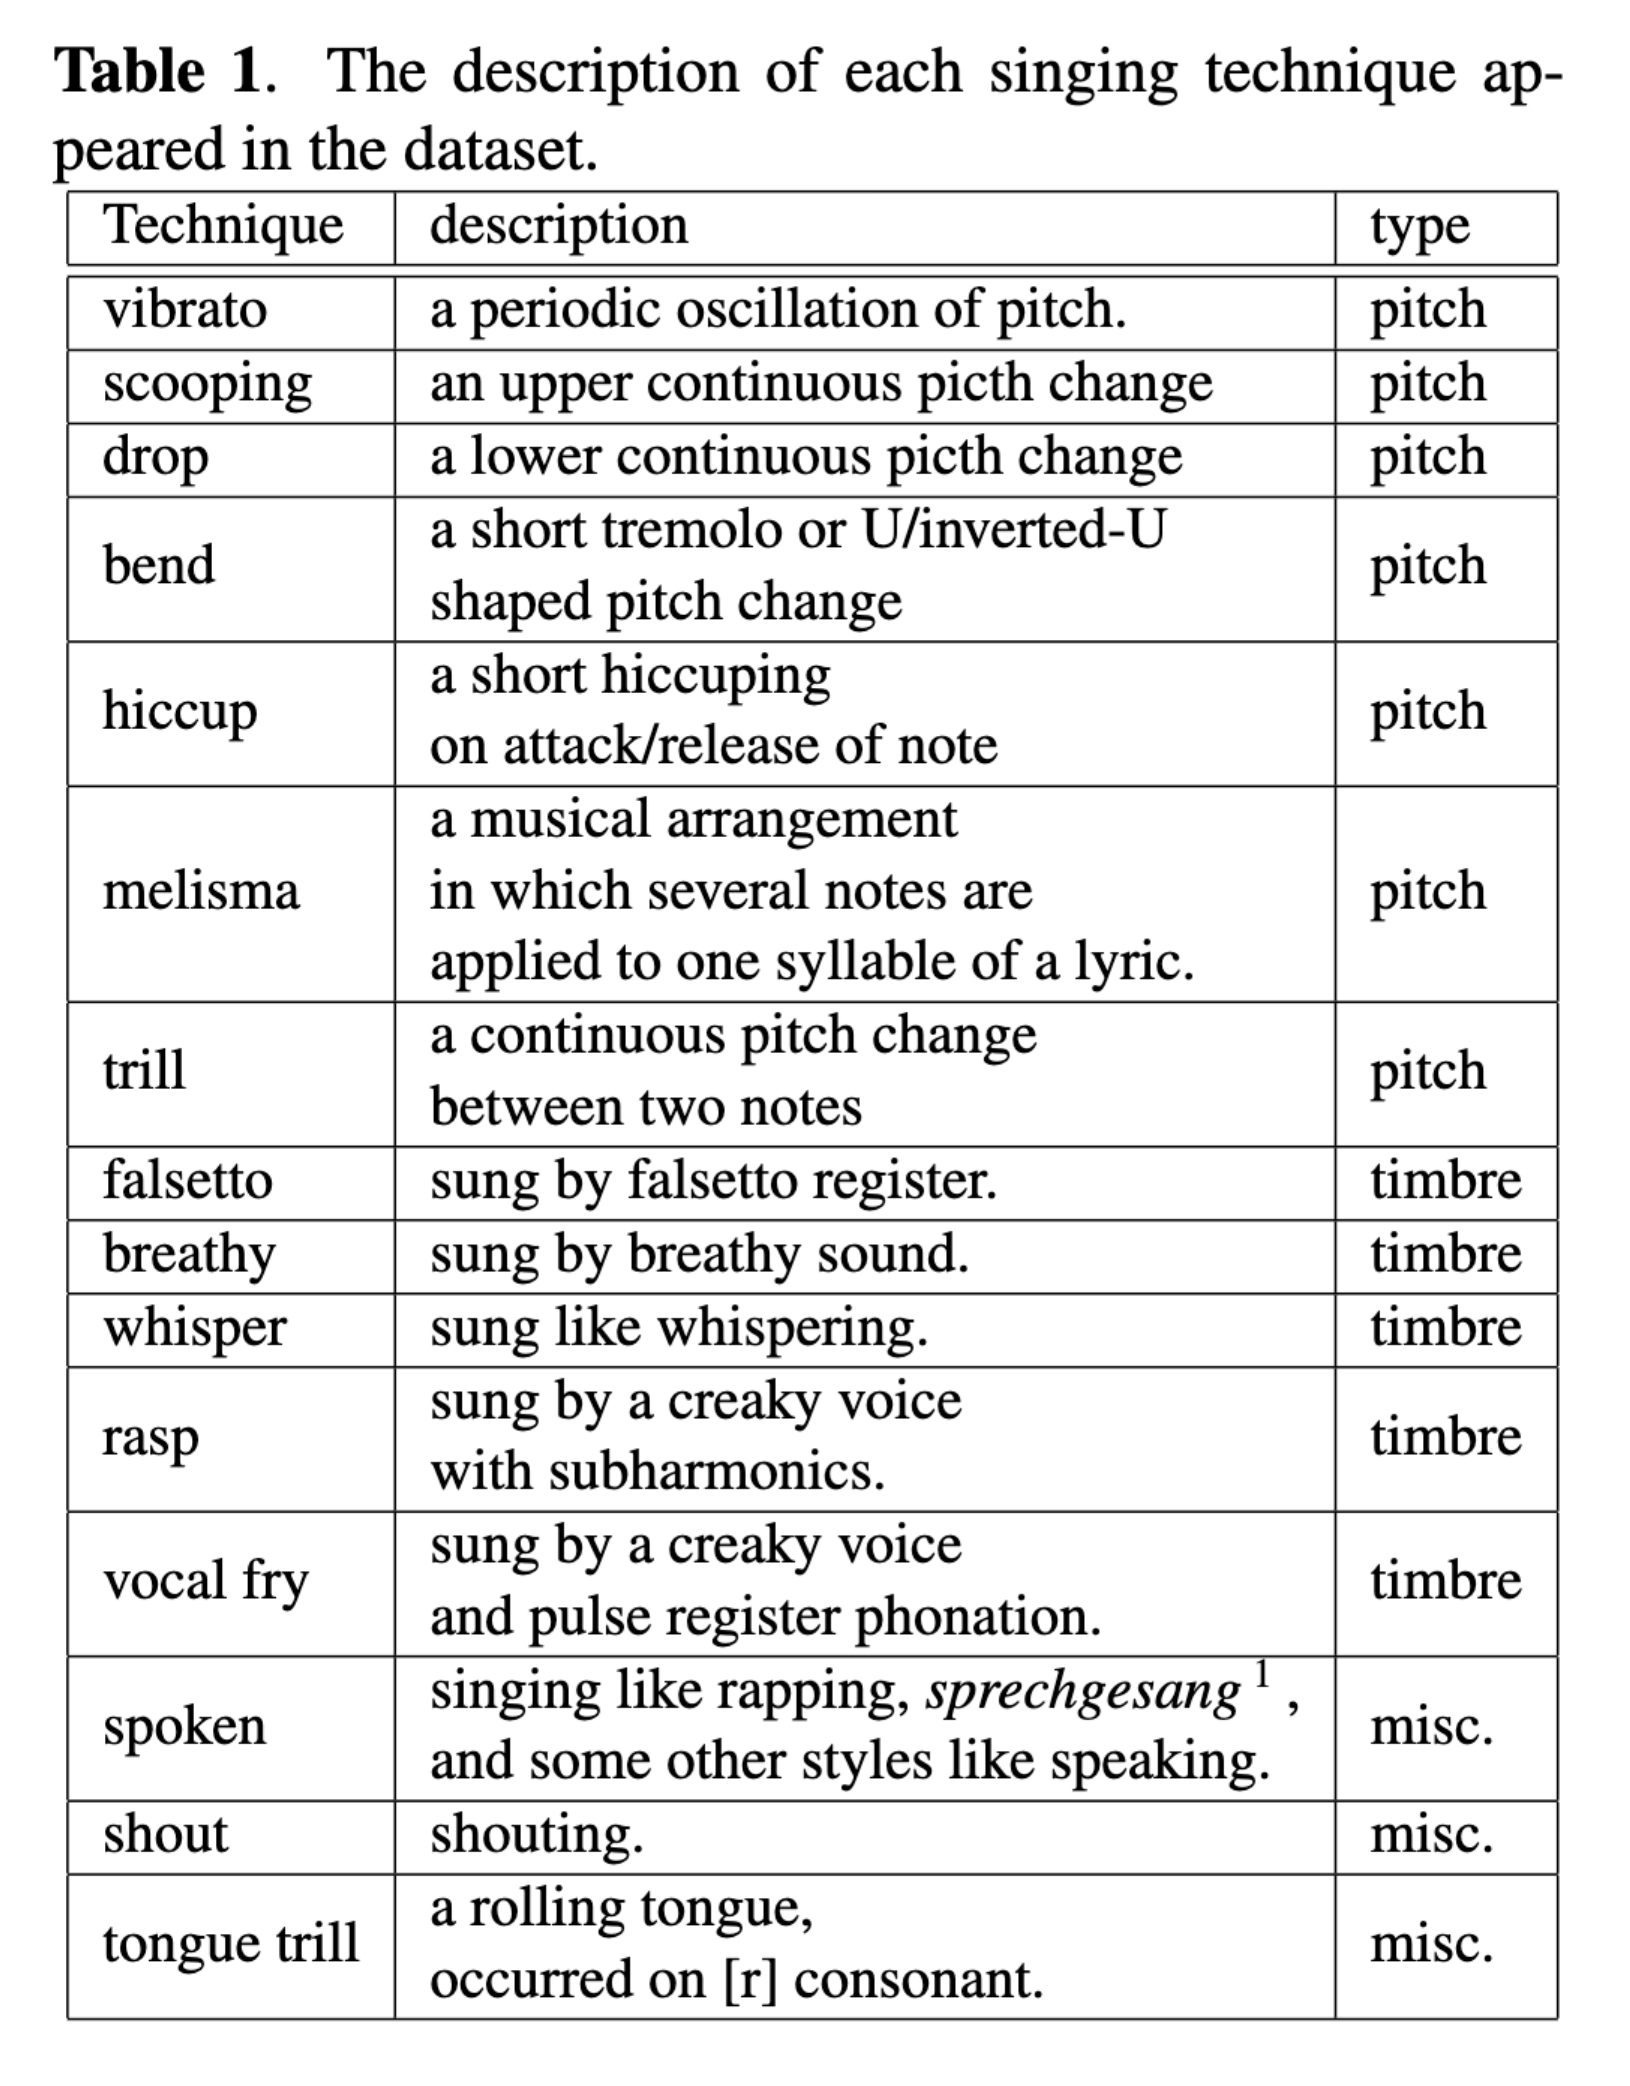 Table 1. The description of each singing technique ap-
peared in the dataset.
Technique description type
vibrato a periodic oscillation of pitch. pitch
scooping an upper continuous picth change pitch
drop a lower continuous picth change pitch
bend a short tremolo or U/inverted-U
shaped pitch change pitch
hiccup a short hiccuping
on attack/release of note pitch
melisma a musical arrangement
in which several notes are
applied to one syllable of a lyric. pitch
trill a continuous pitch change
between two notes pitch
falsetto sung by falsetto register. timbre
breathy sung by breathy sound. timbre
whisper sung like whispering. timbre
rasp sung by a creaky voice
with subharmonics. timbre
vocal fry sung by a creaky voice
and pulse register phonation. timbre
spoken singing like rapping, sprechgesang 1 ,
and some other styles like speaking. misc.
shout shouting. misc.
tongue trill a rolling tongue,
occurred on [r] consonant. misc.